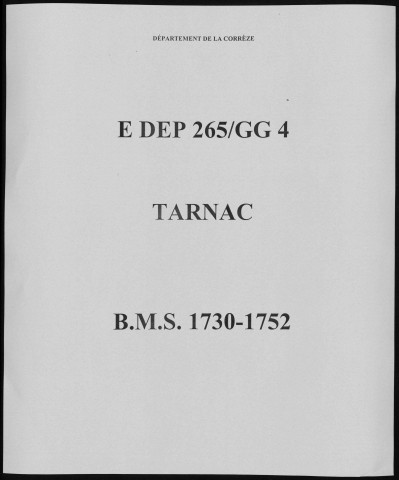 DÉPARTEMENT DE LA CORRÈZE
E DEP 265/GG 4
TARNAC
B.M.S. 1730-1752